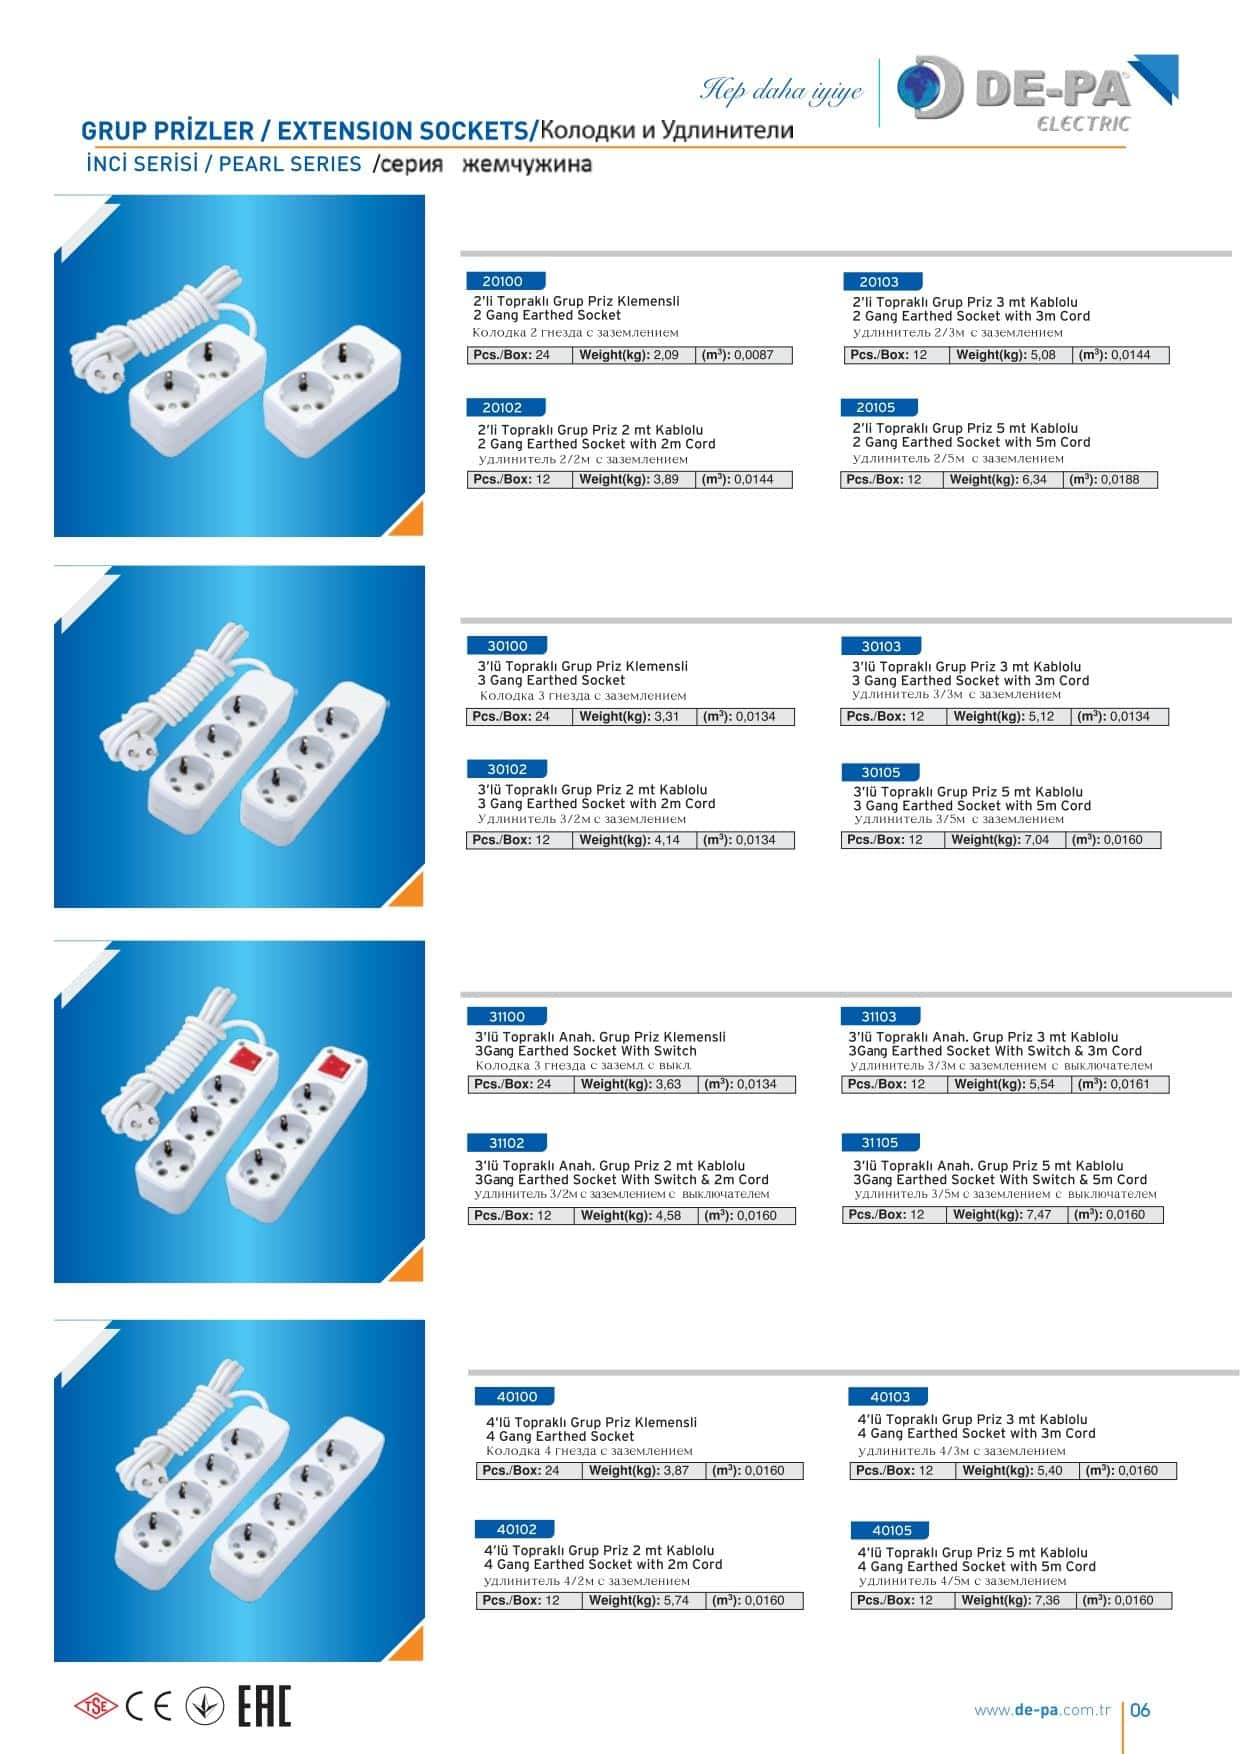 Hep daha iyiye
DE-PA
ELECTRIC
GRUP PRİZLER / EXTENSION SOCKETS/Колодки и Удлинители
İNCİ SERİSİ / PEARL SERIES /серия жемчужина
20100
2'li Topraklı Grup Priz Klemensli
2 Gang Earthed Socket
Колодка 2 гнезда с заземлением
Pcs./Box: 24 Weight(kg): 2,09 (m³): 0,0087
20103
2'li Topraklı Grup Priz 3 mt Kablolu
2 Gang Earthed Socket with 3m Cord
удлинитель 2/3м с заземлением
Pcs./Box: 12 Weight(kg): 5,08 (m³): 0,0144
20102
2'li Topraklı Grup Priz 2 mt Kablolu
2 Gang Earthed Socket with 2m Cord
удлинитель 2/2м с заземлением
Pcs./Box: 12 Weight(kg): 3,89 (m³): 0,0144
20105
2'li Topraklı Grup Priz 5 mt Kablolu
2 Gang Earthed Socket with 5m Cord
удлинитель 2/5м с заземлением
Pcs./Box: 12 Weight(kg): 6,34 (m³): 0,0188
30100
3'lü Topraklı Grup Priz Klemensli
3 Gang Earthed Socket
Колодка 3 гнезда с заземлением
Pcs./Box: 24 Weight(kg): 3,31 (m³): 0,0134
30103
3'lü Topraklı Grup Priz 3 mt Kablolu
3 Gang Earthed Socket with 3m Cord
удлинитель 3/3м с заземлением
Pcs./Box: 12 Weight(kg): 5,12 (m³): 0,0134
30102
3'lü Topraklı Grup Priz 2 mt Kablolu
3 Gang Earthed Socket with 2m Cord
Удлинитель 3/2м с заземлением
Pcs./Box: 12 Weight(kg): 4,14 (m³): 0,0134
30105
3'lü Topraklı Grup Priz 5 mt Kablolu
3 Gang Earthed Socket with 5m Cord
удлинитель 3/5м с заземлением
Pcs./Box: 12 Weight(kg): 7,04 (m³): 0,0160
31100
3'lü Topraklı Anah. Grup Priz Klemensli
3Gang Earthed Socket With Switch
Колодка 3 гнезда с заземл. с выкл.
Pcs./Box: 24 Weight(kg): 3,63 (m³): 0,0134
31103
3'lü Topraklı Anah. Grup Priz 3 mt Kablolu
3Gang Earthed Socket With Switch & 3m Cord
удлинитель 3/3м с заземлением с выключателем
Pcs./Box: 12 Weight(kg): 5,54 (m³): 0,0161
31102
3'lü Topraklı Anah. Grup Priz 2 mt Kablolu
3Gang Earthed Socket With Switch & 2m Cord
удлинитель 3/2м с заземлением с выключателем
Pcs./Box: 12 Weight(kg): 4,58 (m³): 0,0160
31105
3'lü Topraklı Anah. Grup Priz 5 mt Kablolu
3Gang Earthed Socket With Switch & 5m Cord
удлинитель 3/5м с заземлением с выключателем
Pcs./Box: 12 Weight(kg): 7,47 (m³): 0,0160
40100
4'lü Topraklı Grup Priz Klemensli
4 Gang Earthed Socket
Колодка 4 гнезда с заземлением
Pcs./Box: 24 Weight(kg): 3,87 (m³): 0,0160
40103
4'lü Topraklı Grup Priz 3 mt Kablolu
4 Gang Earthed Socket with 3m Cord
удлинитель 4/3м с заземлением
Pcs./Box: 12 Weight(kg): 5,40 (m³): 0,0160
40102
4'lü Topraklı Grup Priz 2 mt Kablolu
4 Gang Earthed Socket with 2m Cord
удлинитель 4/2м с заземлением
Pcs./Box: 12 Weight(kg): 5,74 (m³): 0,0160
40105
4'lü Topraklı Grup Priz 5 mt Kablolu
4 Gang Earthed Socket with 5m Cord
удлинитель 4/5м с заземлением
Pcs./Box: 12 Weight(kg): 7,36 (m³): 0,0160
TSE CE EAC
www.de-pa.com.tr 06